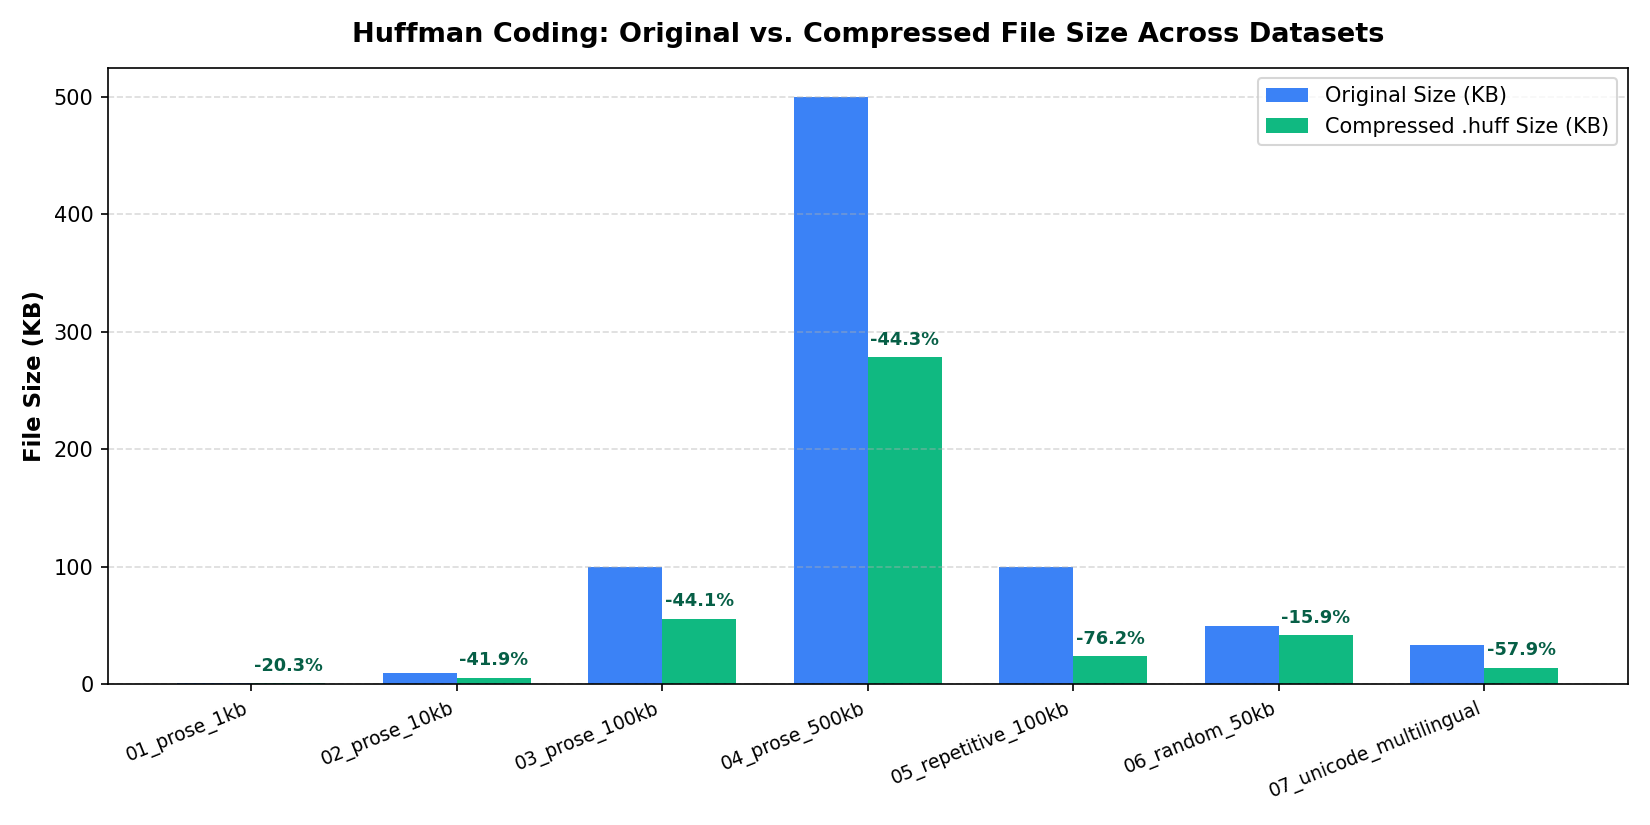 Huffman Coding: Original vs. Compressed File Size Across Datasets
Original Size (KB)
Compressed .huff Size (KB)
File Size (KB)
500
400
300
200
100
0
-20.3%
-41.9%
-44.1%
-44.3%
-76.2%
-15.9%
-57.9%
01_prose_1kb
02_prose_10kb
03_prose_100kb
04_prose_500kb
05_repetitive_100kb
06_random_50kb
07_unicode_multilingual